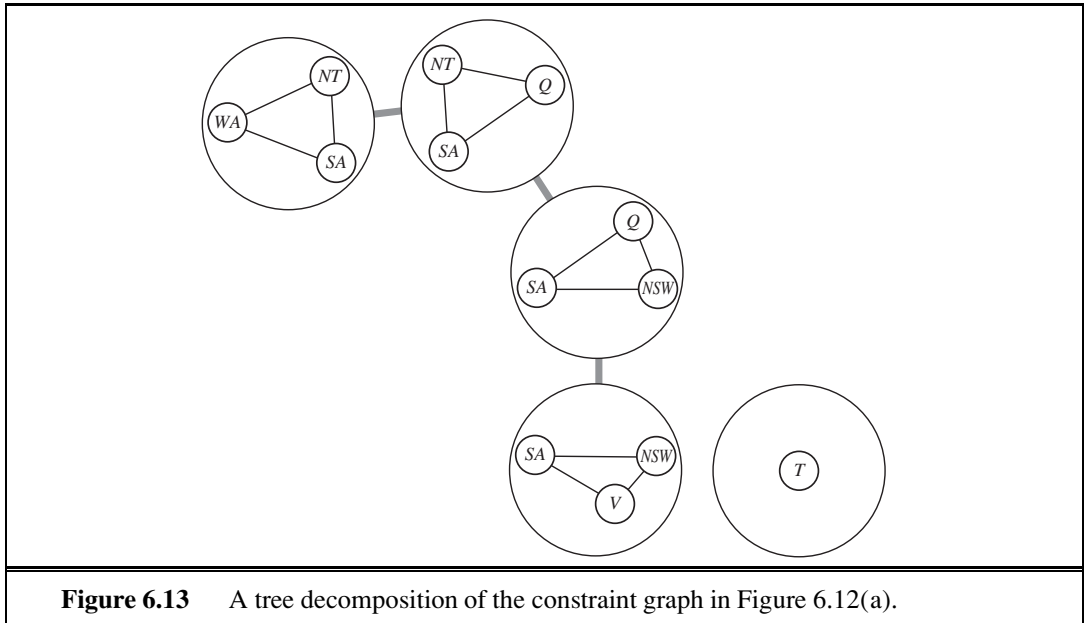 NT
WA
SA
NT
Q
SA
Q
SA
NSW
SA
NSW
V
T
Figure 6.13 A tree decomposition of the constraint graph in Figure 6.12(a).